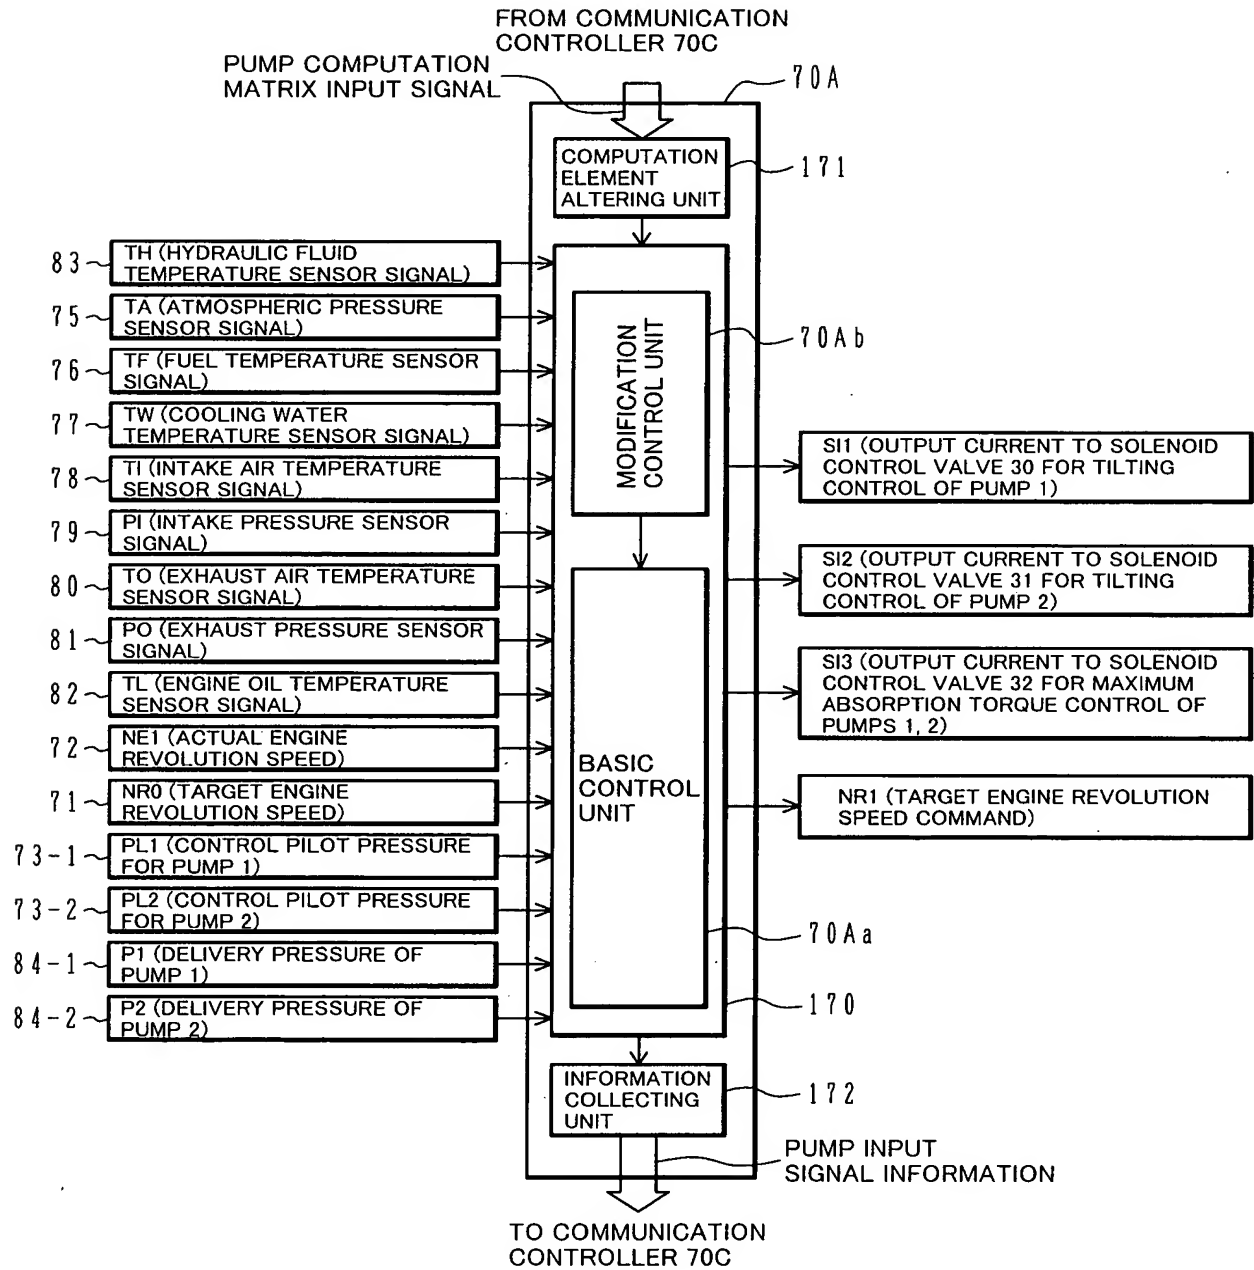 FROM COMMUNICATION
CONTROLLER 70C
PUMP COMPUTATION
MATRIX INPUT SIGNAL
70A
COMPUTATION
ELEMENT
ALTERING UNIT
171
83
TH (HYDRAULIC FLUID
TEMPERATURE SENSOR SIGNAL)
75
TA (ATMOSPHERIC PRESSURE
SENSOR SIGNAL)
76
TF (FUEL TEMPERATURE SENSOR
SIGNAL)
77
TW (COOLING WATER
TEMPERATURE SENSOR SIGNAL)
78
TI (INTAKE AIR TEMPERATURE
SENSOR SIGNAL)
79
PI (INTAKE PRESSURE SENSOR
SIGNAL)
80
TO (EXHAUST AIR TEMPERATURE
SENSOR SIGNAL)
81
PO (EXHAUST PRESSURE SENSOR
SIGNAL)
82
TL (ENGINE OIL TEMPERATURE
SENSOR SIGNAL)
72
NE1 (ACTUAL ENGINE
REVOLUTION SPEED)
71
NR0 (TARGET ENGINE
REVOLUTION SPEED)
73-1
PL1 (CONTROL PILOT PRESSURE
FOR PUMP 1)
73-2
PL2 (CONTROL PILOT PRESSURE
FOR PUMP 2)
84-1
P1 (DELIVERY PRESSURE OF
PUMP 1)
84-2
P2 (DELIVERY PRESSURE OF
PUMP 2)
MODIFICATION
CONTROL UNIT
70Ab
BASIC
CONTROL
UNIT
70Aa
170
SI1 (OUTPUT CURRENT TO SOLENOID
CONTROL VALVE 30 FOR TILTING
CONTROL OF PUMP 1)
SI2 (OUTPUT CURRENT TO SOLENOID
CONTROL VALVE 31 FOR TILTING
CONTROL OF PUMP 2)
SI3 (OUTPUT CURRENT TO SOLENOID
CONTROL VALVE 32 FOR MAXIMUM
ABSORPTION TORQUE CONTROL OF
PUMPS 1, 2)
NR1 (TARGET ENGINE REVOLUTION
SPEED COMMAND)
INFORMATION
COLLECTING
UNIT
172
PUMP INPUT
SIGNAL INFORMATION
TO COMMUNICATION
CONTROLLER 70C